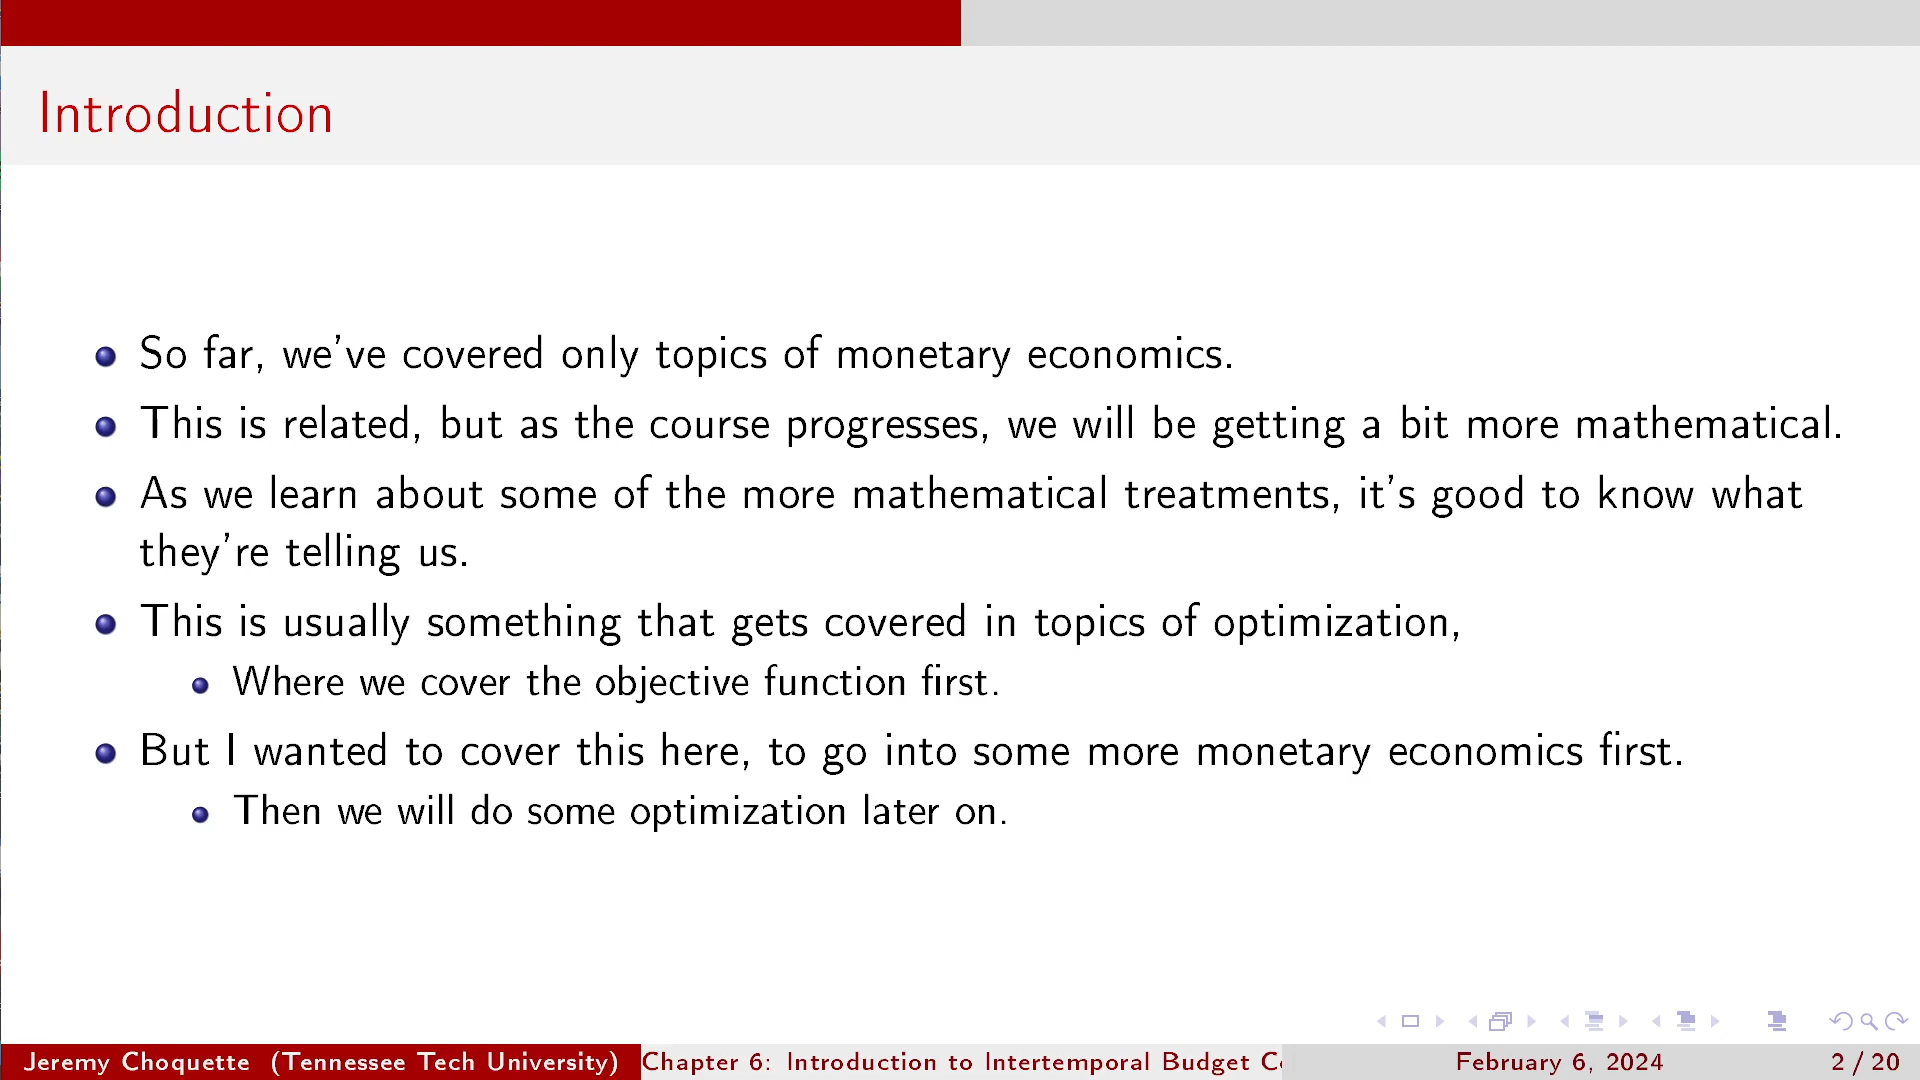 Introduction
So far, we've covered only topics of monetary economics.
This is related, but as the course progresses, we will be getting a bit more mathematical.
As we learn about some of the more mathematical treatments, it's good to know what
they're telling us.
This is usually something that gets covered in topics of optimization,
Where we cover the objective function first.
But I wanted to cover this here, to go into some more monetary economics first.
Then we will do some optimization later on.
Jeremy Choquette (Tennessee Tech University) Chapter 6: Introduction to Intertemporal Budget February 6, 2024 2 / 20